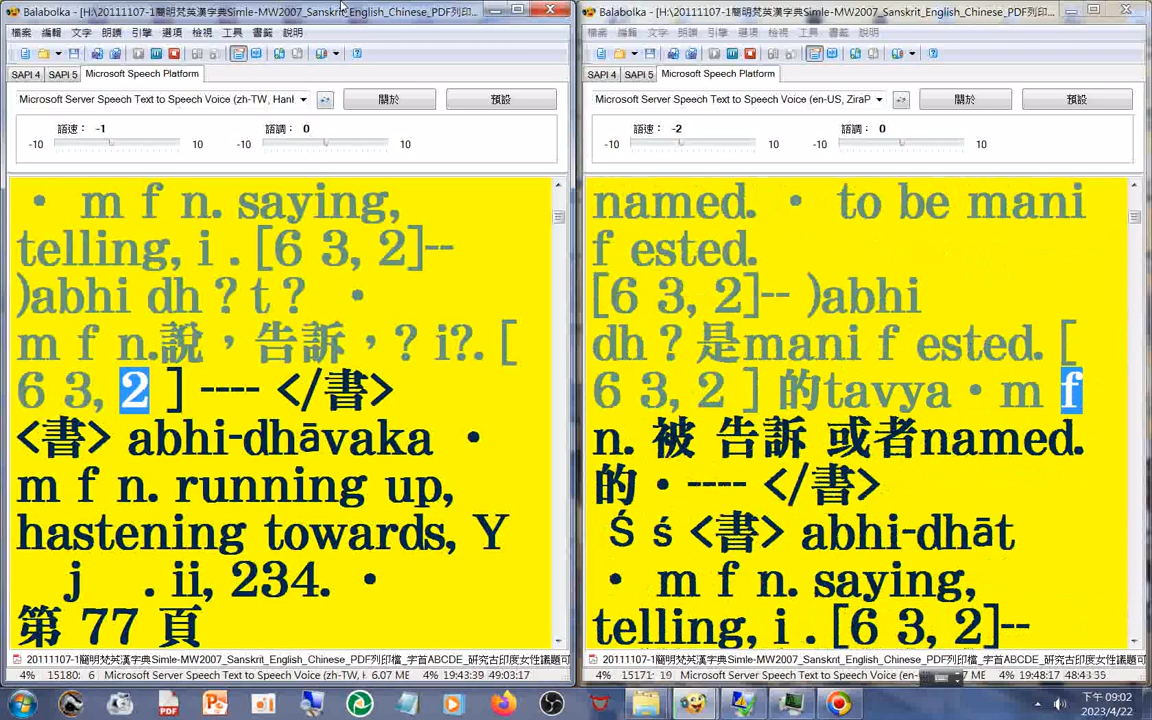 Balabolka - [H:\20111107-1簡明梵英漢字典Simle-MW2007_Sanskrit_English_Chinese_PDF列印...
檔案 編輯 文字 朗讀 引擎 選項 檢視 工具 書籤 說明
SAPI 4 SAPI 5 Microsoft Speech Platform
Microsoft Server Speech Text to Speech Voice (zh-TW, Hanl
關於 預設
語速： -1 語調： 0
-10 10 -10 10
• m f n. saying,
telling, i . [6 3, 2]--
)abhi dh ? t ? •
m f n.說，告訴，? i?. [
6 3, 2 ] ---- </書>
<書> abhi-dhāvaka •
m f n. running up,
hastening towards, Y
j . ii, 234. •
第 77 頁
20111107-1簡明梵英漢字典Simle-MW2007_Sanskrit_English_Chinese_PDF列印檔_字首ABCDE_研究古印度女性議題可
4% 15180: 6 Microsoft Server Speech Text to Speech Voice (zh-TW, H 6.07 ME 4% 19:43:39 49:03:17
Balabolka - [H:\20111107-1簡明梵英漢字典Simle-MW2007_Sanskrit_English_Chinese_PDF列印...
檔案 編輯 文字 朗讀 引擎 選項 檢視 工具 書籤 說明
SAPI 4 SAPI 5 Microsoft Speech Platform
Microsoft Server Speech Text to Speech Voice (en-US, ZiraP
關於 預設
語速： -2 語調： 0
-10 10 -10 10
named. • to be mani
f ested.
[6 3, 2]-- )abhi
dh ? 是mani f ested. [
6 3, 2 ] 的tavya • m f
n. 被 告訴 或者named.
的 • ---- </書>
Ś ś <書> abhi-dhāt
• m f n. saying,
telling, i . [6 3, 2]--
20111107-1簡明梵英漢字典Simle-MW2007_Sanskrit_English_Chinese_PDF列印檔_字首ABCDE_研究古印度女性議題可
4% 15171: 19 Microsoft Server Speech Text to Speech Voice (en-US, Z ME 4% 19:48:17
下午 09:02
2023/4/22